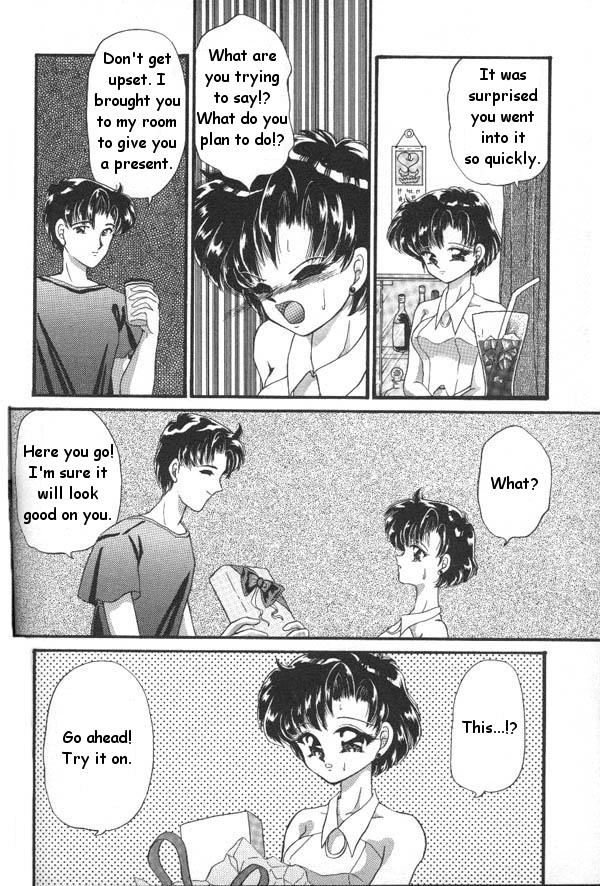 It was
surprised
you went
into it
so quickly.
What are
you trying
to say!?
What do you
plan to do!?
Don't get
upset. I
brought you
to my room
to give you
a present.
What?
Here you go!
I'm sure it
will look
good on you.
This...!?
Go ahead!
Try it on.